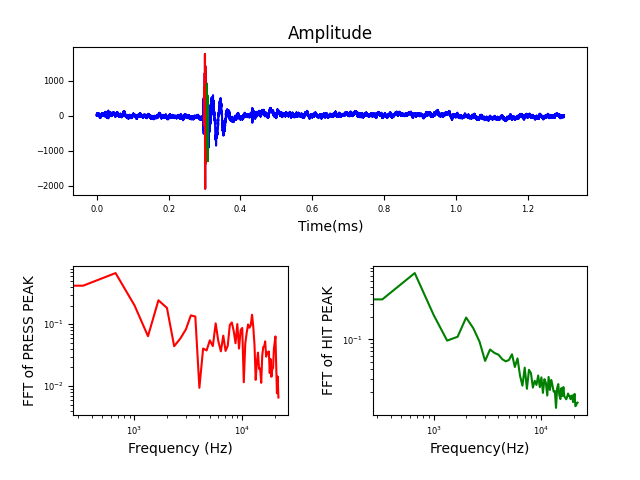 Amplitude
1000
0
−1000
−2000
0.0 0.2 0.4 0.6 0.8 1.0 1.2
Time(ms)
FFT of PRESS PEAK
10⁻¹
10⁻²
10³ 10⁴
Frequency (Hz)
FFT of HIT PEAK
10⁻¹
10³ 10⁴
Frequency(Hz)